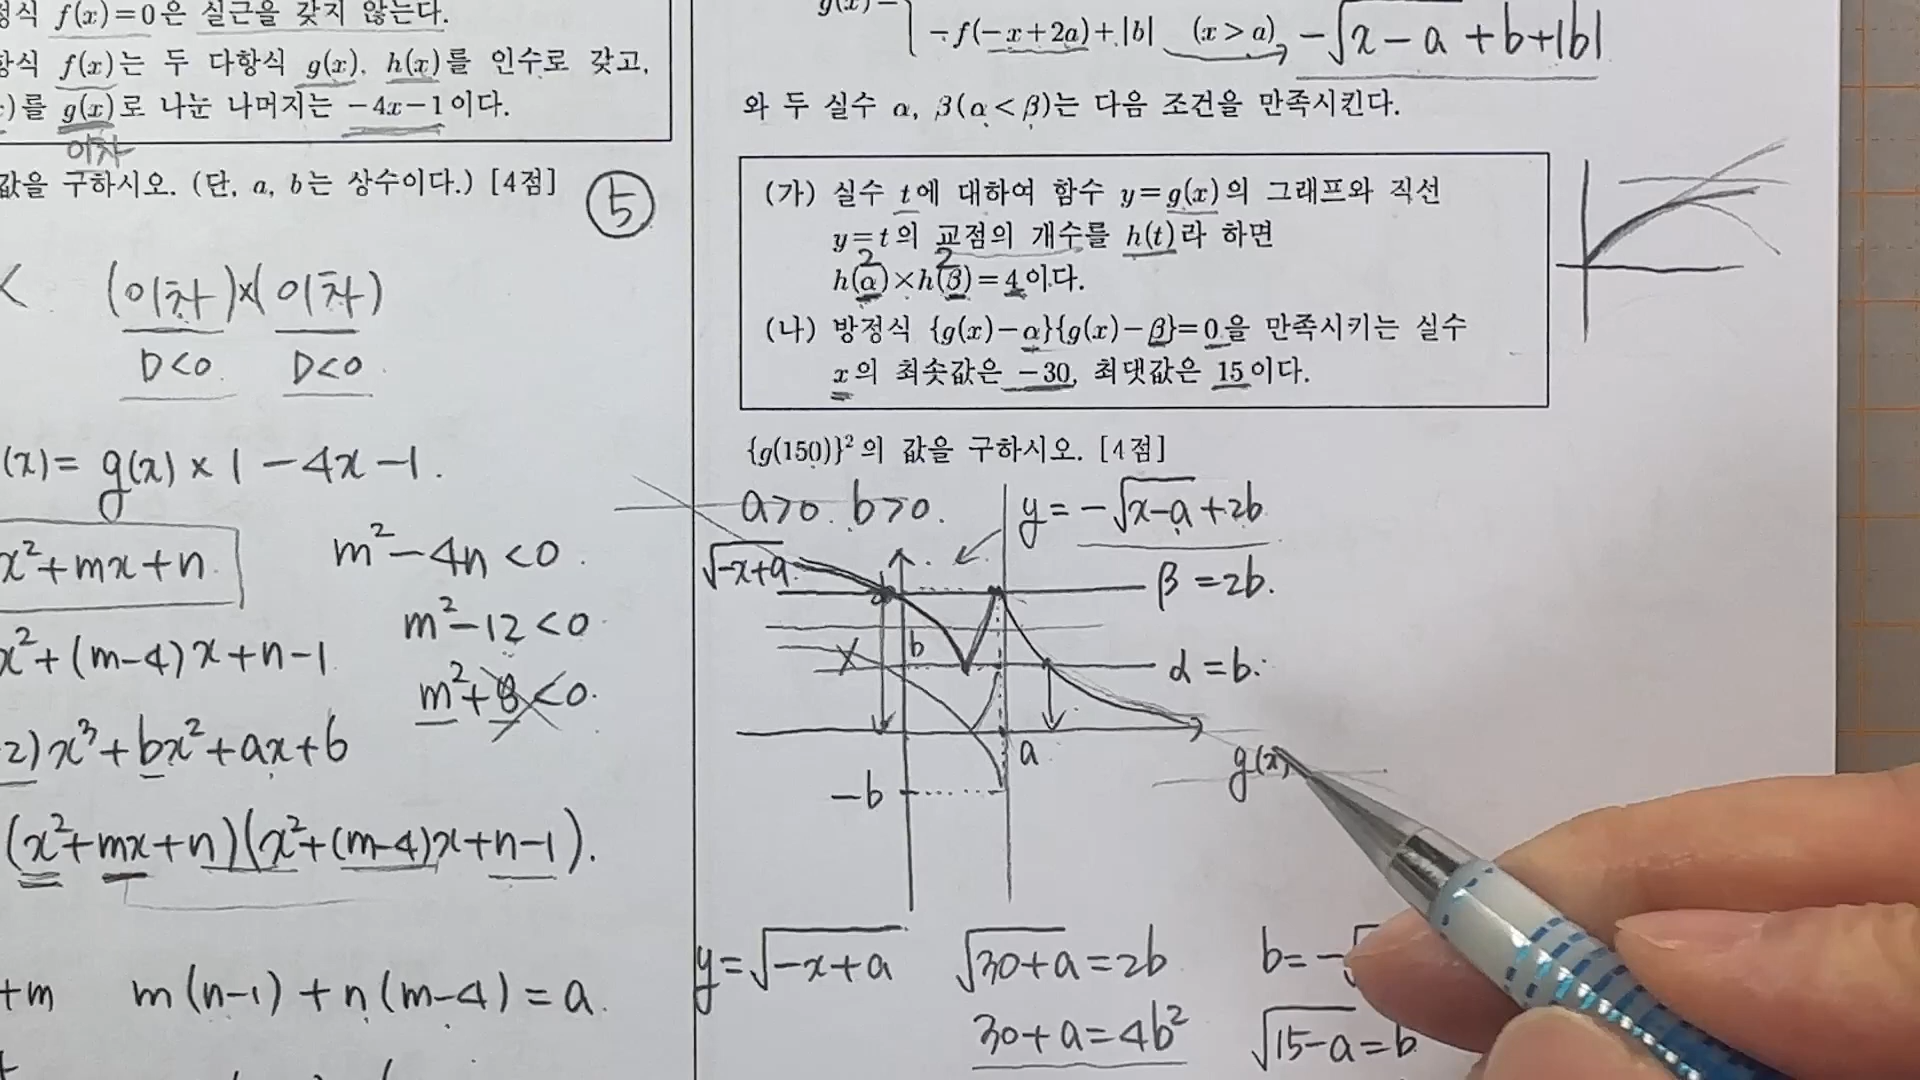 정식 f(x)=0은 실근을 갖지 않는다.
항식 f(x)는 두 다항식 g(x), h(x)를 인수로 갖고,
)를 g(x)로 나눈 나머지는 -4x-1이다.
이차
값을 구하시오. (단, a, b는 상수이다.) [4점]
⑤
(이차)×(이차)
D<0. D<0.
(x)= g(x)×1-4x-1.
x²+mx+n. m²-4n<0.
m²-12<0.
x²+(m-4)x+n-1
m²+8<0.
2)x³+bx²+ax+6
(x²+mx+n)(x²+(m-4)x+n-1).
+m m(n-1)+n(m-4)=a.
g(x)=
-f(-x+2a)+|b| (x>a) -√x-a+b+|b|
와 두 실수 α, β(α<β)는 다음 조건을 만족시킨다.
(가) 실수 t에 대하여 함수 y=g(x)의 그래프와 직선
y=t의 교점의 개수를 h(t)라 하면
2 2
h(α)×h(β)=4이다.
(나) 방정식 {g(x)-α}{g(x)-β}=0을 만족시키는 실수
x의 최솟값은 -30, 최댓값은 15이다.
{g(150)}²의 값을 구하시오. [4점]
a>0. b>0. y=-√x-a+2b
√-x+a
β=2b.
b
α=b.
a
g(x)
-b
y=√-x+a √30+a=2b b=-√
30+a=4b² √15-a=b